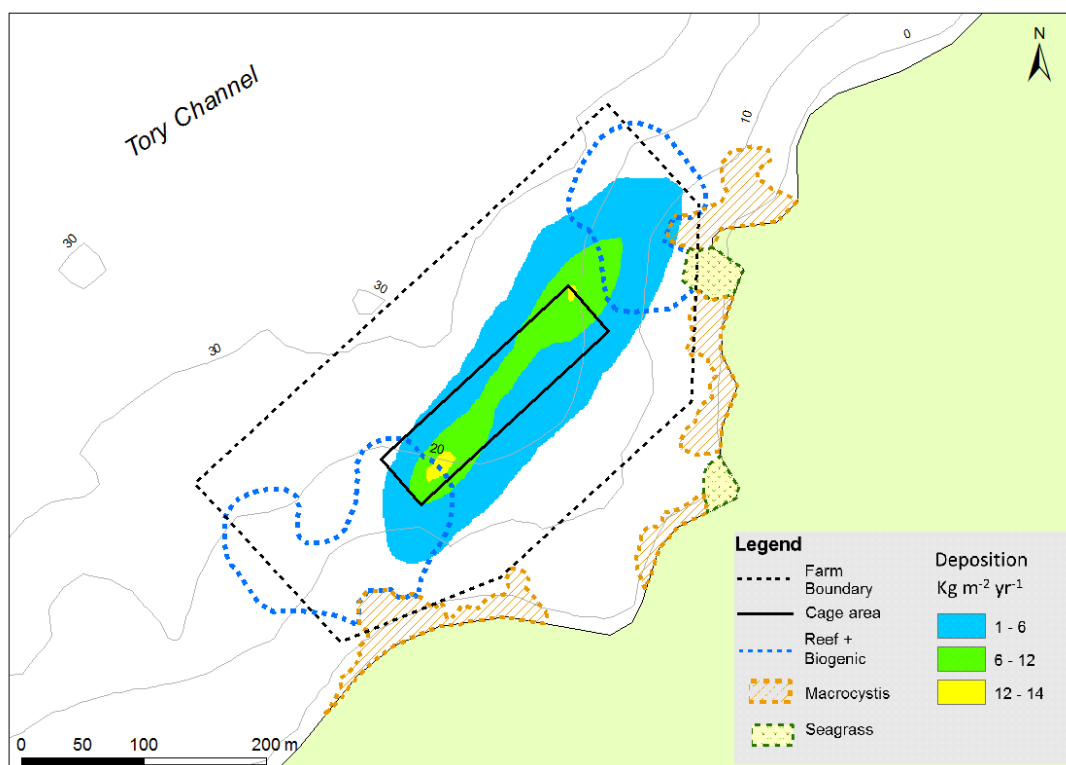 N
0
Tory Channel
10
30
30
30
20
Legend
Farm
Boundary
Cage area
Reef +
Biogenic
Macrocystis
Seagrass
Deposition
Kg m⁻² yr⁻¹
1 - 6
6 - 12
12 - 14
0 50 100 200 m